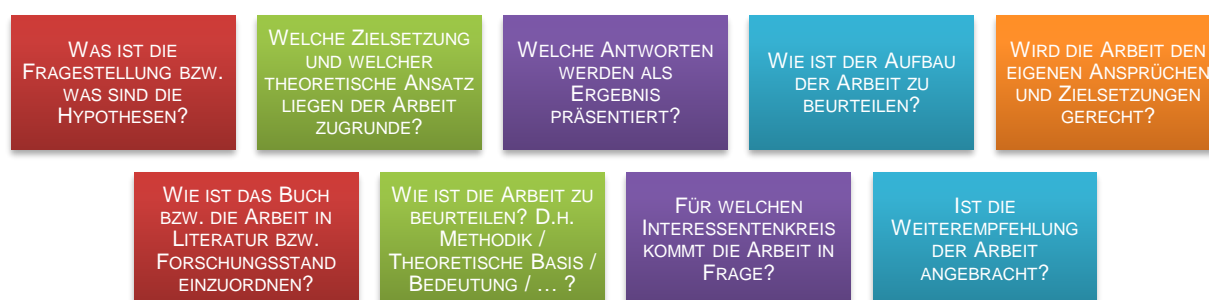 Was ist die
Fragestellung bzw.
was sind die
Hypothesen?
Welche Zielsetzung
und welcher
theoretische Ansatz
liegen der Arbeit
zugrunde?
Welche Antworten
werden als
Ergebnis
präsentiert?
Wie ist der Aufbau
der Arbeit zu
beurteilen?
Wird die Arbeit den
eigenen Ansprüchen
und Zielsetzungen
gerecht?
Wie ist das Buch
bzw. die Arbeit in
Literatur bzw.
Forschungsstand
einzuordnen?
Wie ist die Arbeit zu
beurteilen? D.h.
Methodik /
Theoretische Basis /
Bedeutung / … ?
Für welchen
Interessentenkreis
kommt die Arbeit in
Frage?
Ist die
Weiterempfehlung
der Arbeit
angebracht?